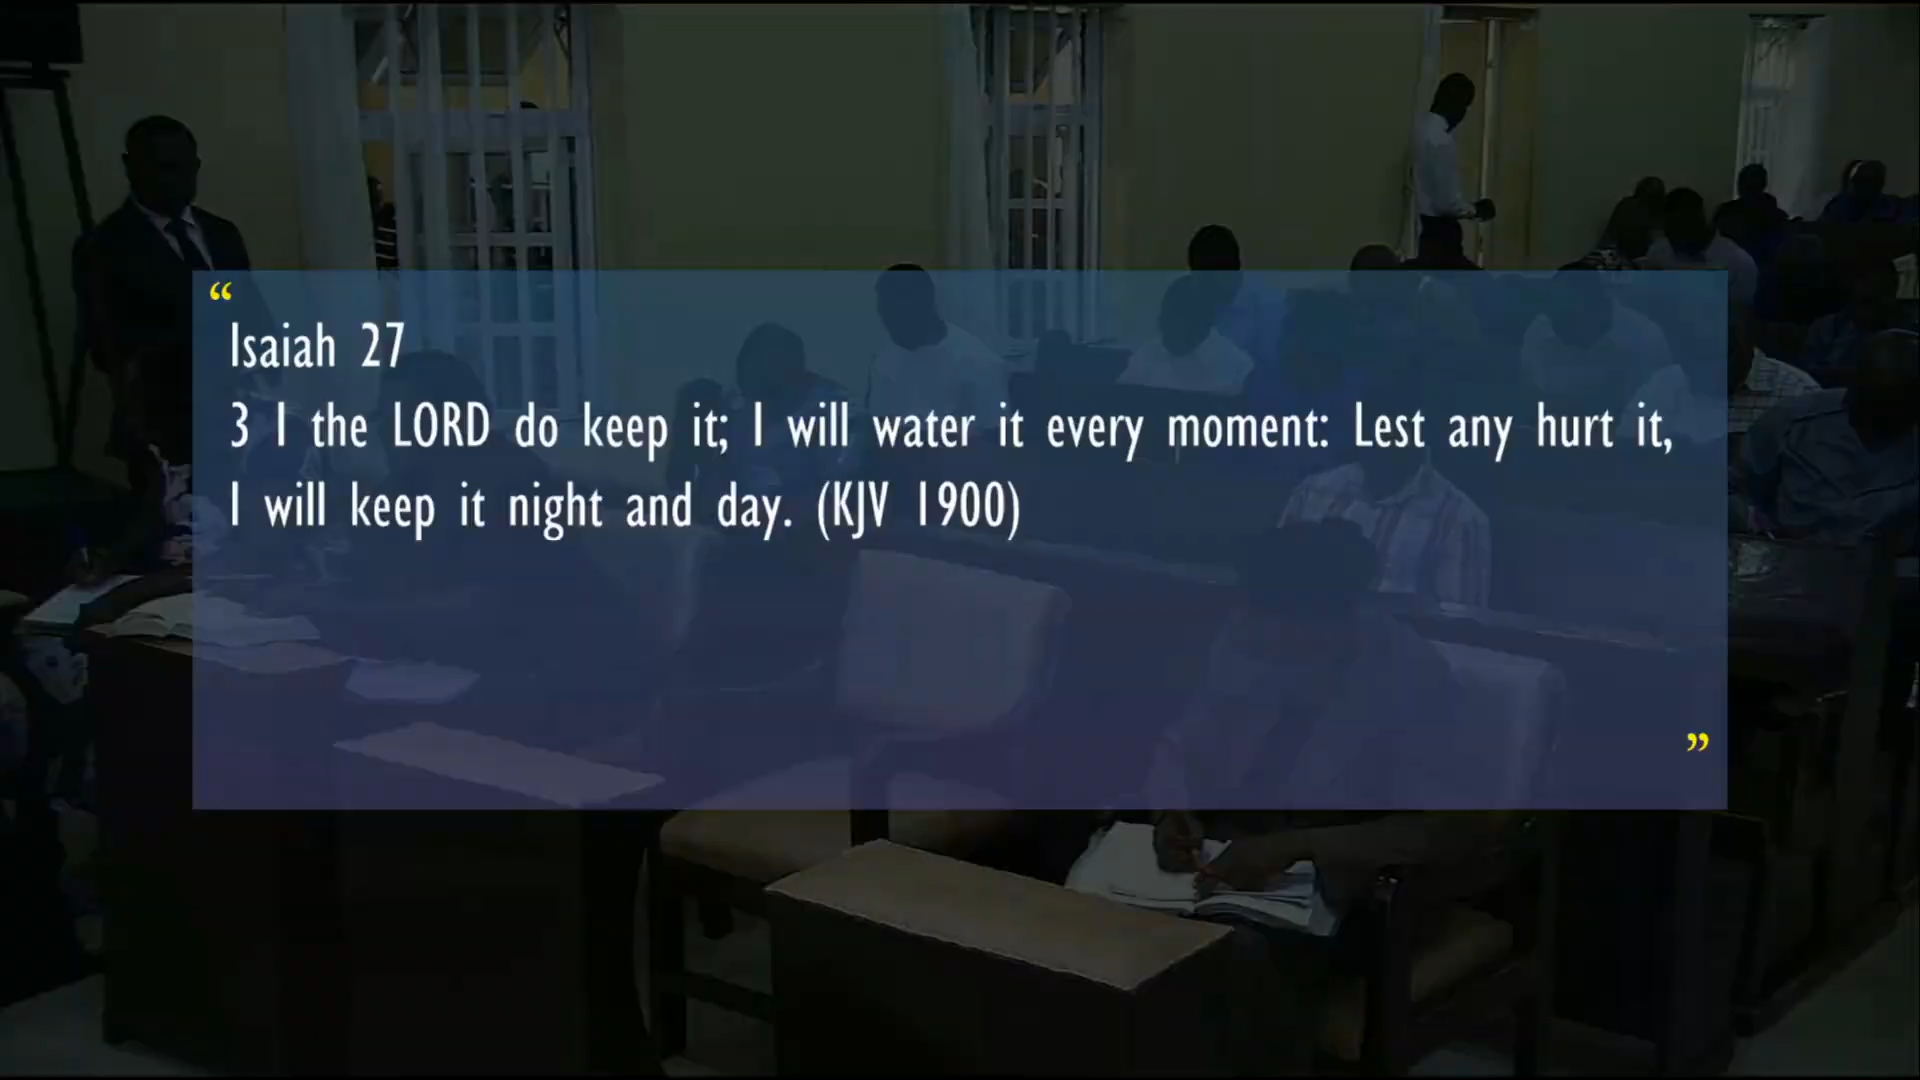 “
Isaiah 27
3 I the LORD do keep it; I will water it every moment: Lest any hurt it,
I will keep it night and day. (KJV 1900)
”